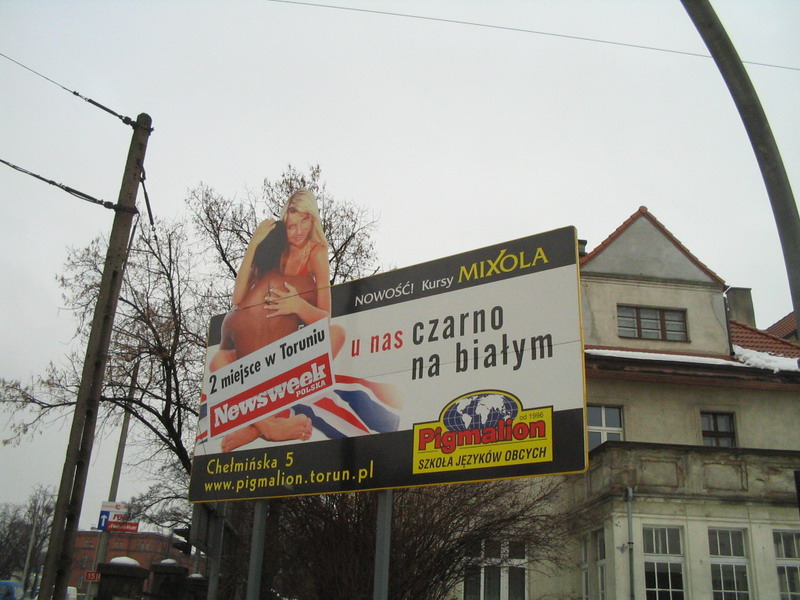 NOWOŚĆ! Kursy MIXOLA
u nas czarno
na białym
2 miejsce w Toruniu
Newsweek
POLSKA
od 1996
Pigmalion
SZKOŁA JĘZYKÓW OBCYCH
Chełmińska 5
www.pigmalion.torun.pl